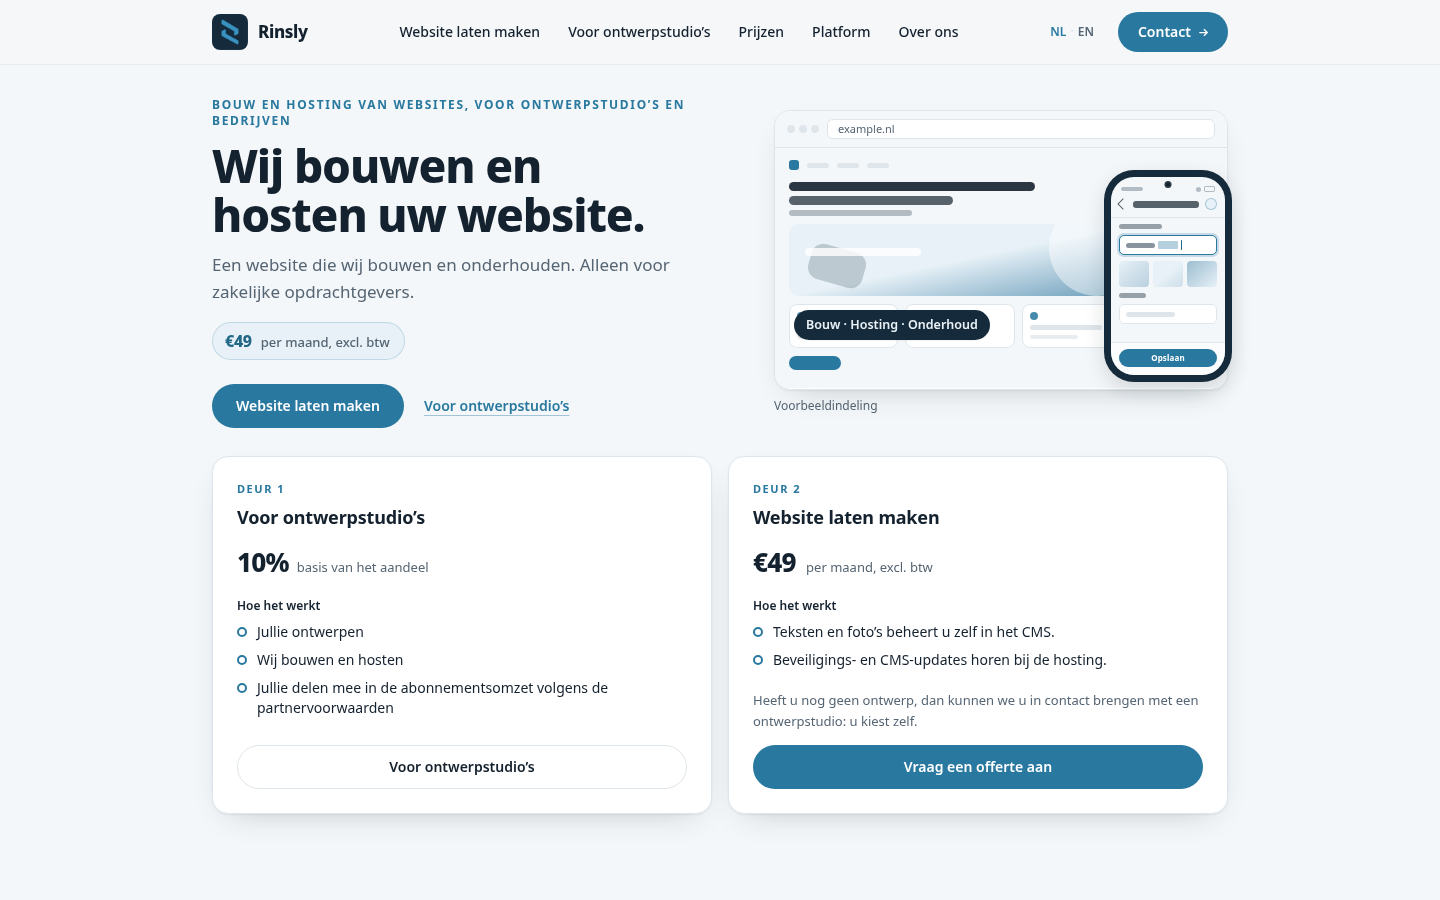 Rinsly
Website laten maken
Voor ontwerpstudio’s
Prijzen
Platform
Over ons
NL · EN
Contact →
BOUW EN HOSTING VAN WEBSITES, VOOR ONTWERPSTUDIO’S EN
BEDRIJVEN
Wij bouwen en
hosten uw website.
Een website die wij bouwen en onderhouden. Alleen voor
zakelijke opdrachtgevers.
€49 per maand, excl. btw
Website laten maken
Voor ontwerpstudio’s
example.nl
Bouw · Hosting · Onderhoud
Opslaan
Voorbeeldindeling
DEUR 1
Voor ontwerpstudio’s
10% basis van het aandeel
Hoe het werkt
Jullie ontwerpen
Wij bouwen en hosten
Jullie delen mee in de abonnementsomzet volgens de
partnervoorwaarden
Voor ontwerpstudio’s
DEUR 2
Website laten maken
€49 per maand, excl. btw
Hoe het werkt
Teksten en foto’s beheert u zelf in het CMS.
Beveiligings- en CMS-updates horen bij de hosting.
Heeft u nog geen ontwerp, dan kunnen we u in contact brengen met een
ontwerpstudio: u kiest zelf.
Vraag een offerte aan